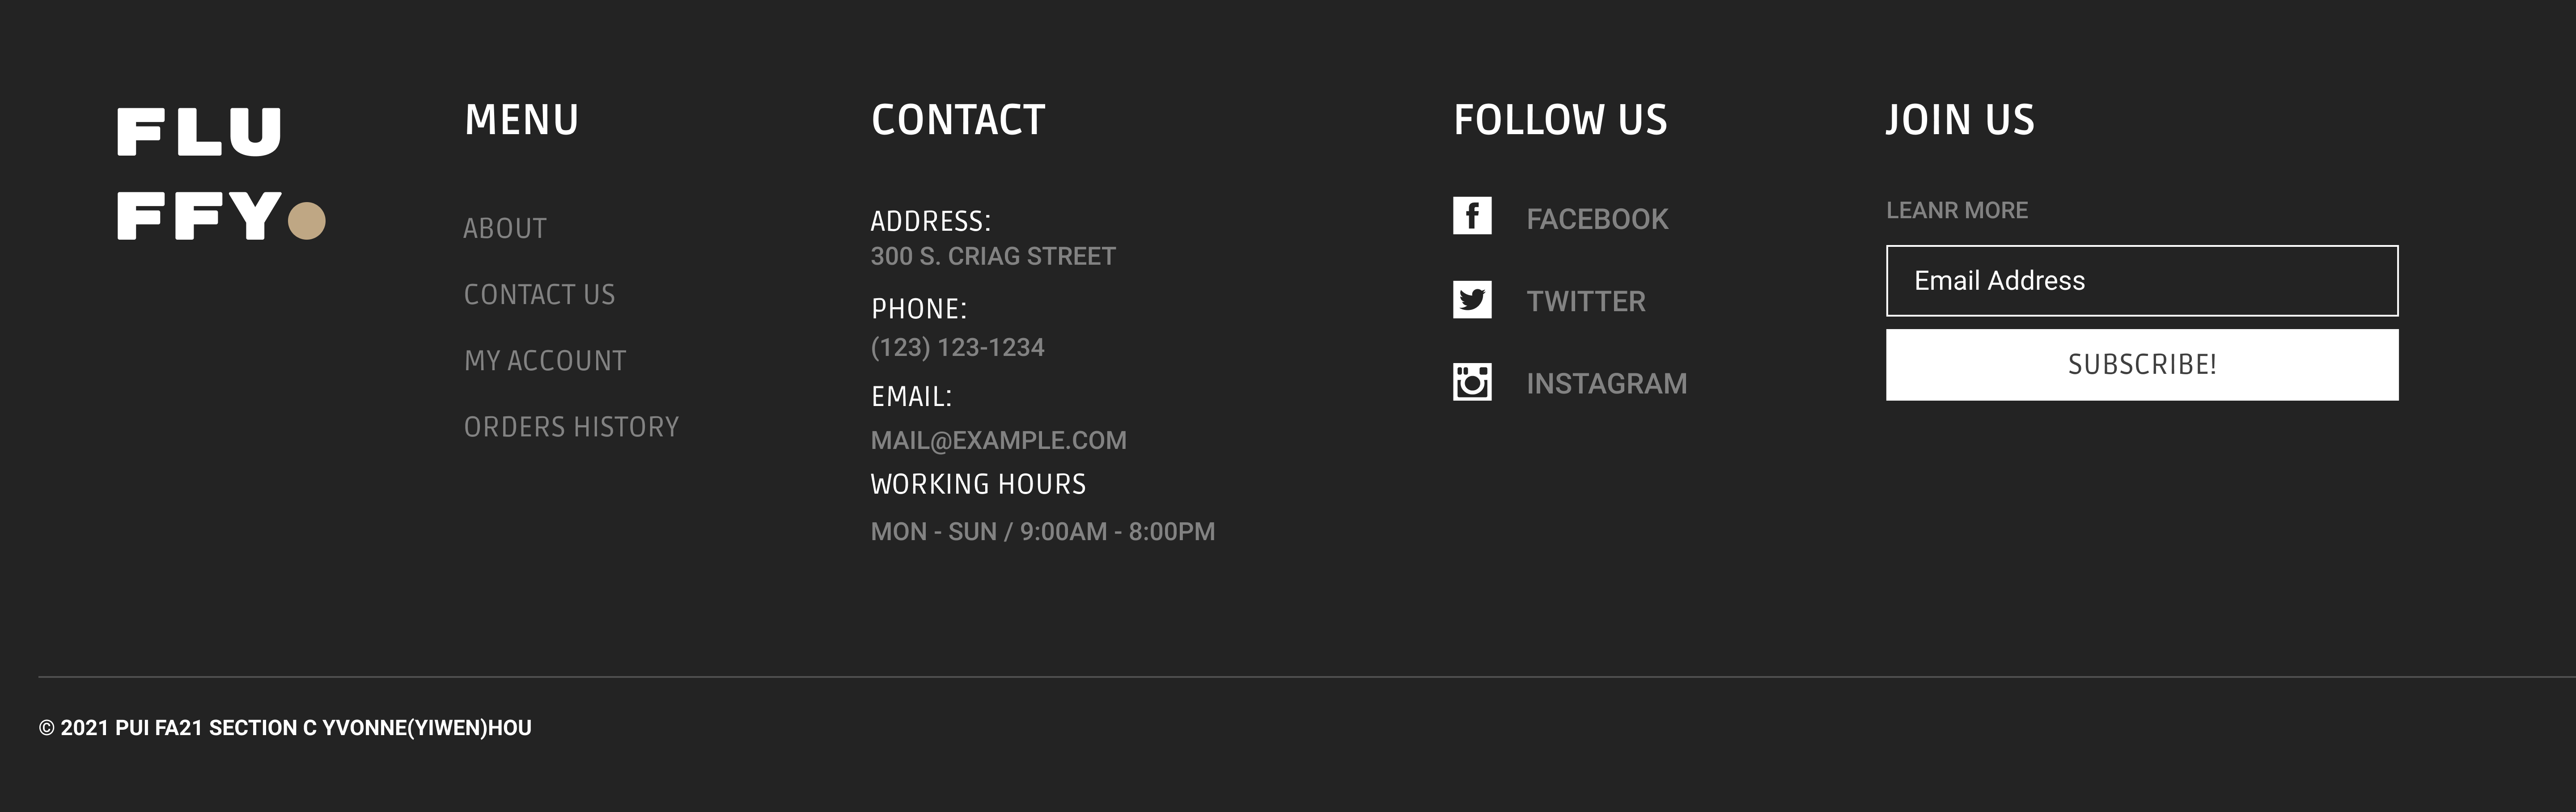 FLU
FFY
MENU
ABOUT
CONTACT US
MY ACCOUNT
ORDERS HISTORY
CONTACT
ADDRESS:
300 S. CRIAG STREET
PHONE:
(123) 123-1234
EMAIL:
MAIL@EXAMPLE.COM
WORKING HOURS
MON - SUN / 9:00AM - 8:00PM
FOLLOW US
FACEBOOK
TWITTER
INSTAGRAM
JOIN US
LEANR MORE
Email Address
SUBSCRIBE!
© 2021 PUI FA21 SECTION C YVONNE(YIWEN)HOU